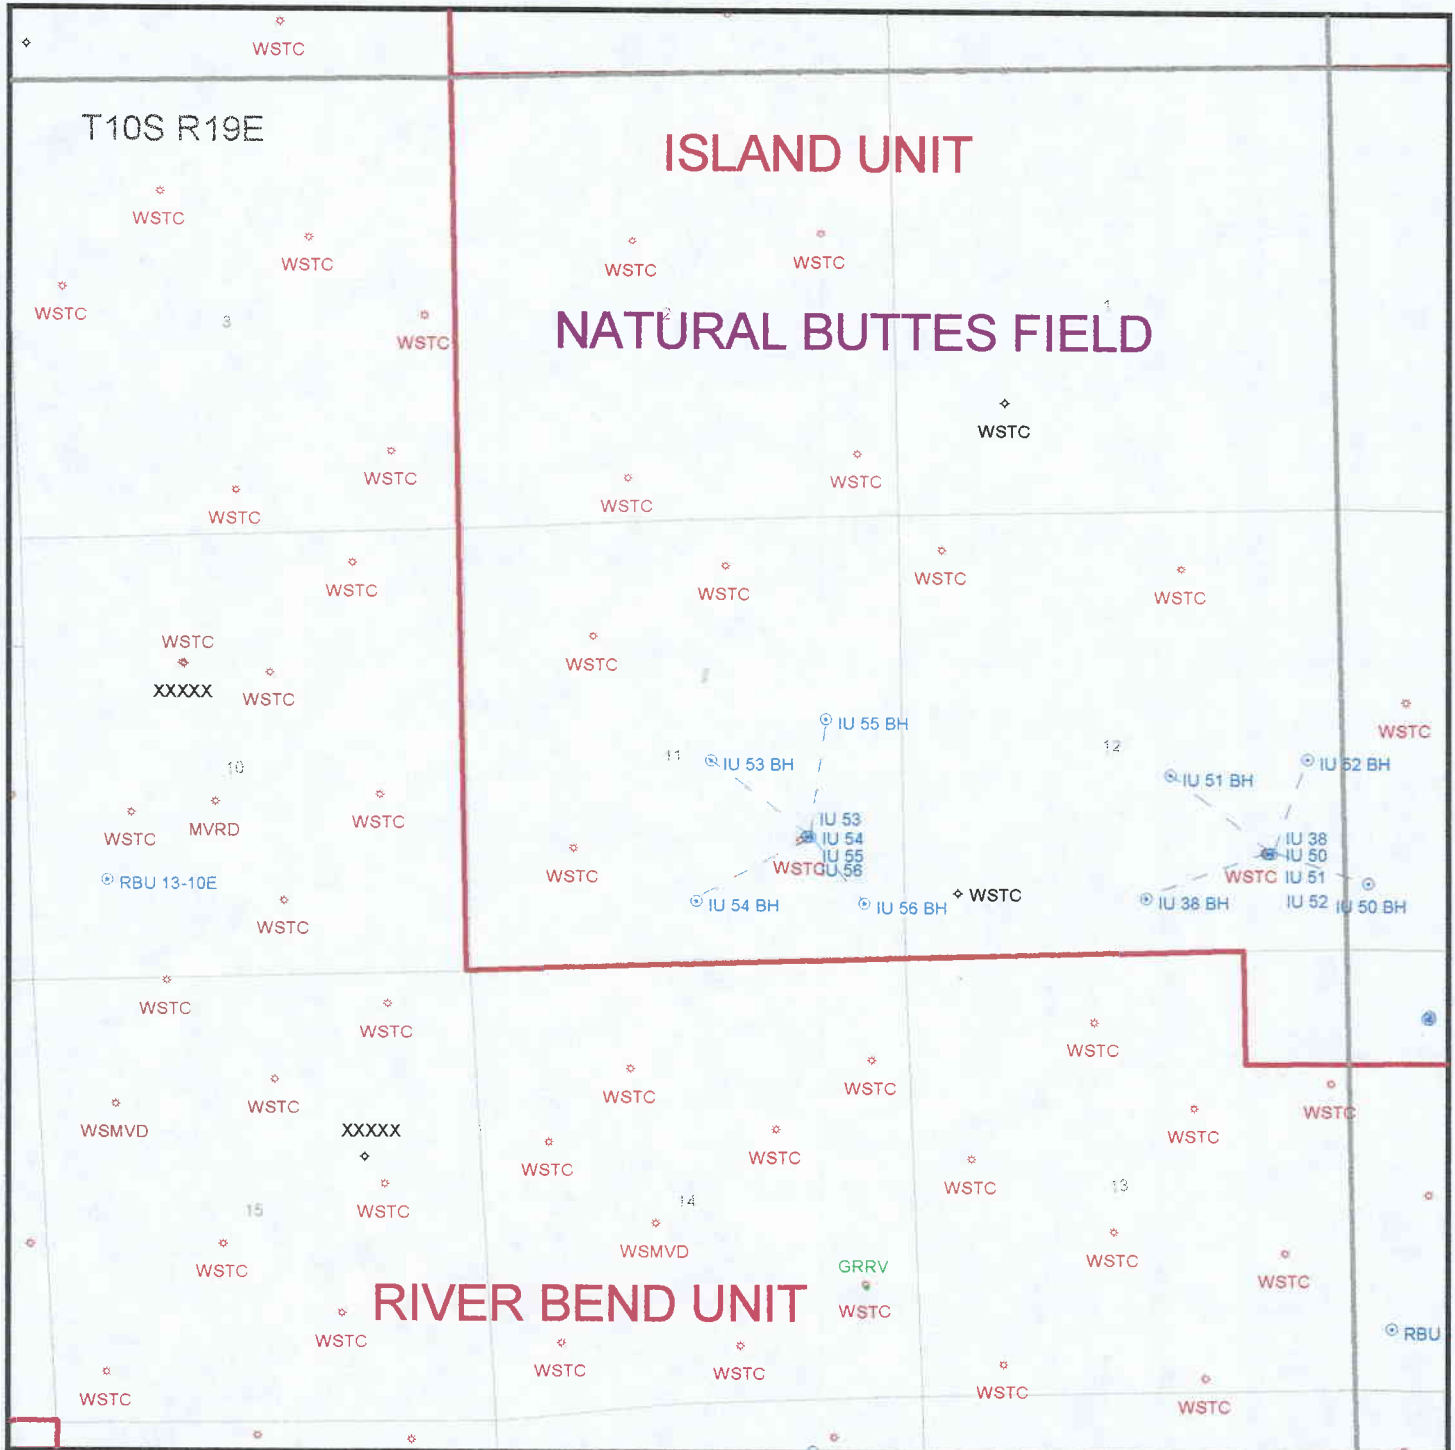 WSTC
T10S R19E
ISLAND UNIT
WSTC
WSTC
WSTC
WSTC
WSTC
3
WSTC
2
1
NATURAL BUTTES FIELD
WSTC
WSTC
WSTC
WSTC
WSTC
WSTC
WSTC
WSTC
WSTC
WSTC
WSTC
WSTC
XXXXX
WSTC
WSTC
IU 55 BH
11
12
IU 53 BH
IU 52 BH
10
IU 51 BH
WSTC
MVRD
WSTC
IU 53
IU 54
IU 55
IU 56
WSTC
IU 38
IU 50
IU 51
IU 52
WSTC
WSTC
RBU 13-10E
WSTC
IU 54 BH
IU 56 BH
WSTC
IU 38 BH
IU 50 BH
WSTC
WSTC
WSTC
WSTC
WSTC
WSTC
WSTC
WSTC
WSMVD
XXXXX
WSTC
WSTC
WSTC
WSTC
WSTC
13
14
15
WSTC
WSTC
WSMVD
WSTC
GRRV
WSTC
WSTC
RIVER BEND UNIT
WSTC
RBU
WSTC
WSTC
WSTC
WSTC
WSTC